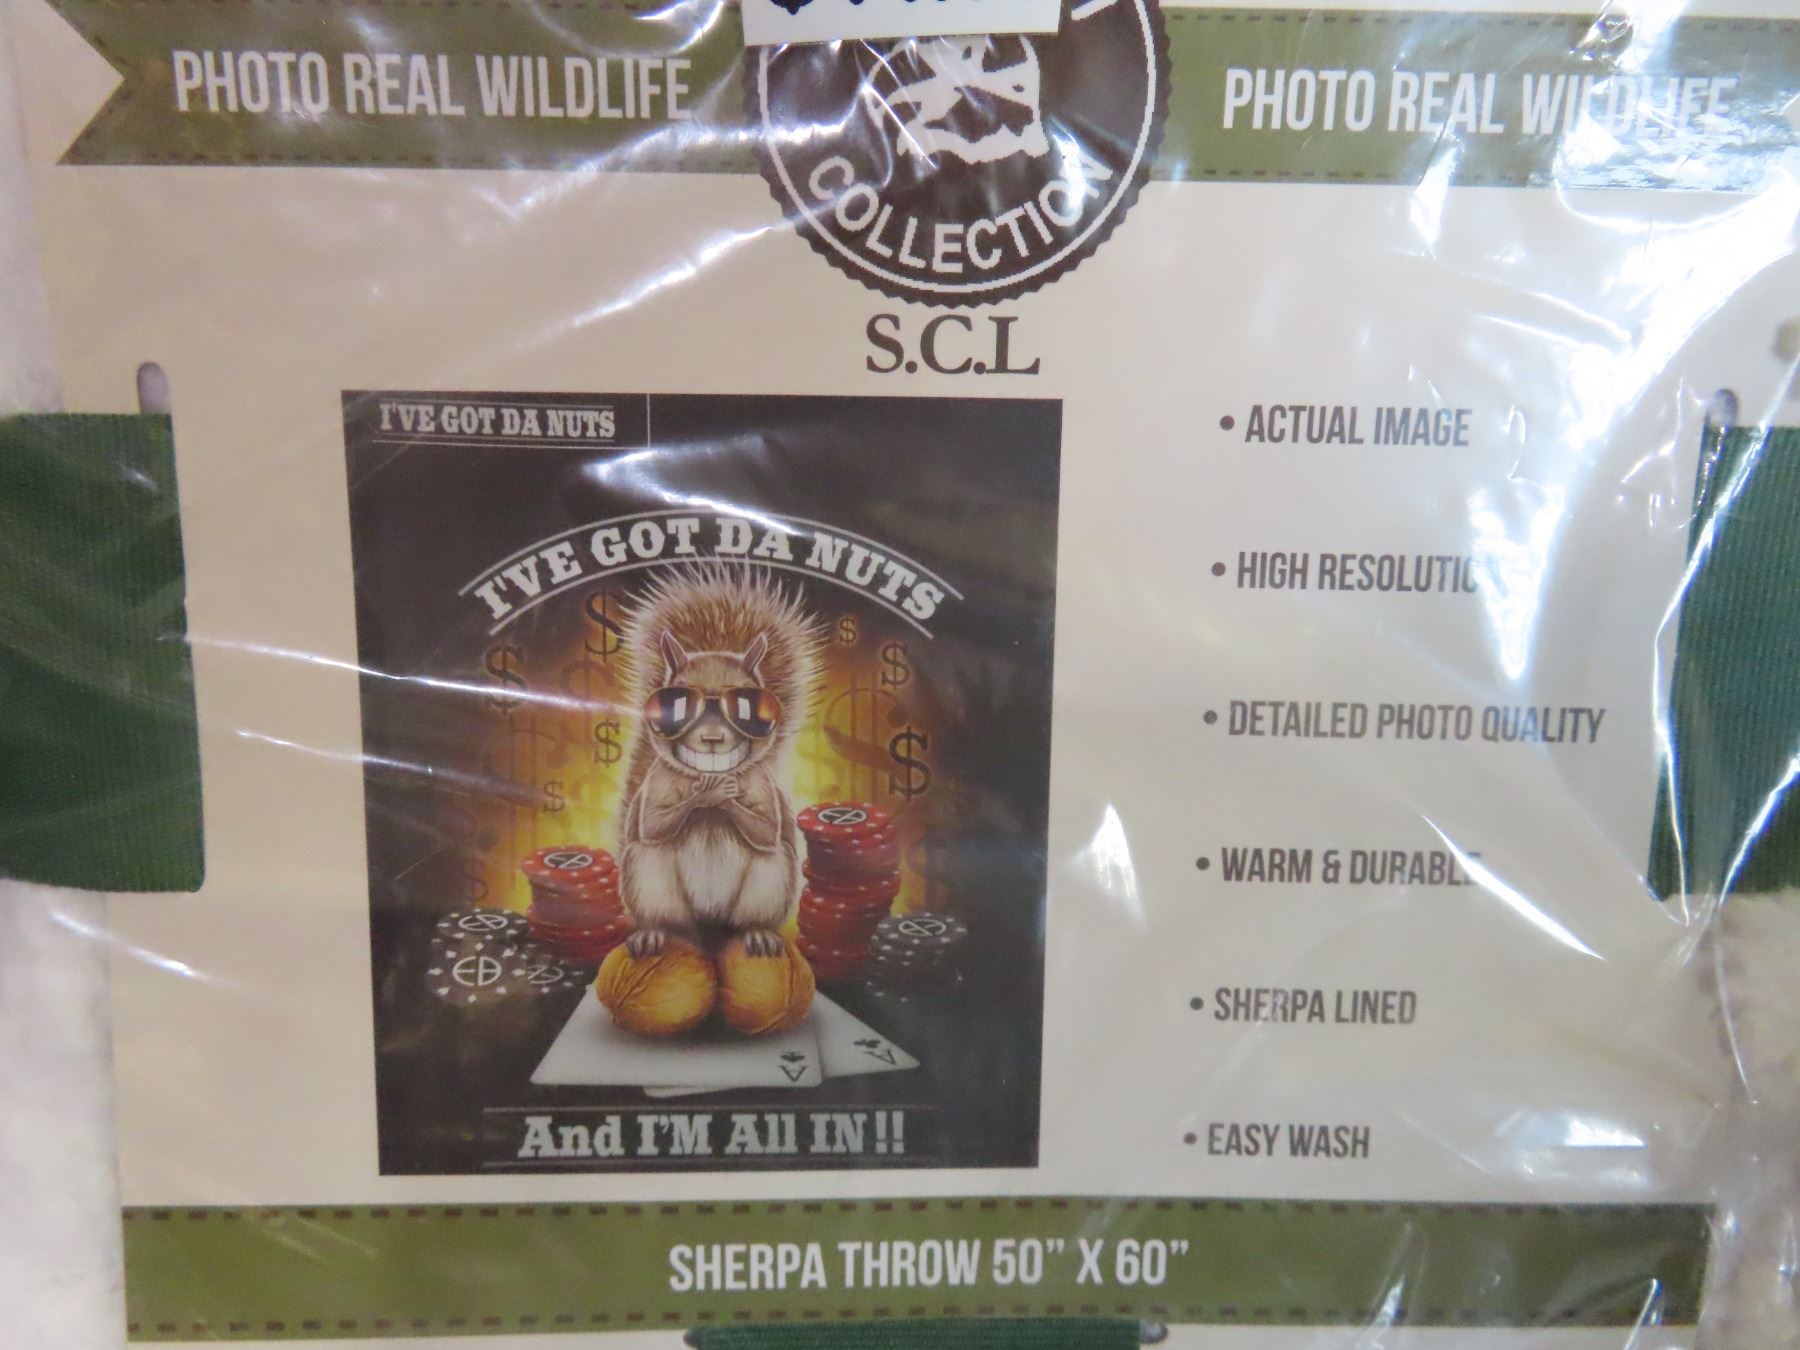 PHOTO REAL WILDLIFE
PHOTO REAL WILDLIFE
COLLECTION
S.C.L
I'VE GOT DA NUTS
I'VE GOT DA NUTS
$ $ $ $ $ $ $
A A
And I'M All IN!!
• ACTUAL IMAGE
• HIGH RESOLUTIO
• DETAILED PHOTO QUALITY
• WARM & DURABLE
• SHERPA LINED
• EASY WASH
SHERPA THROW 50” X 60”